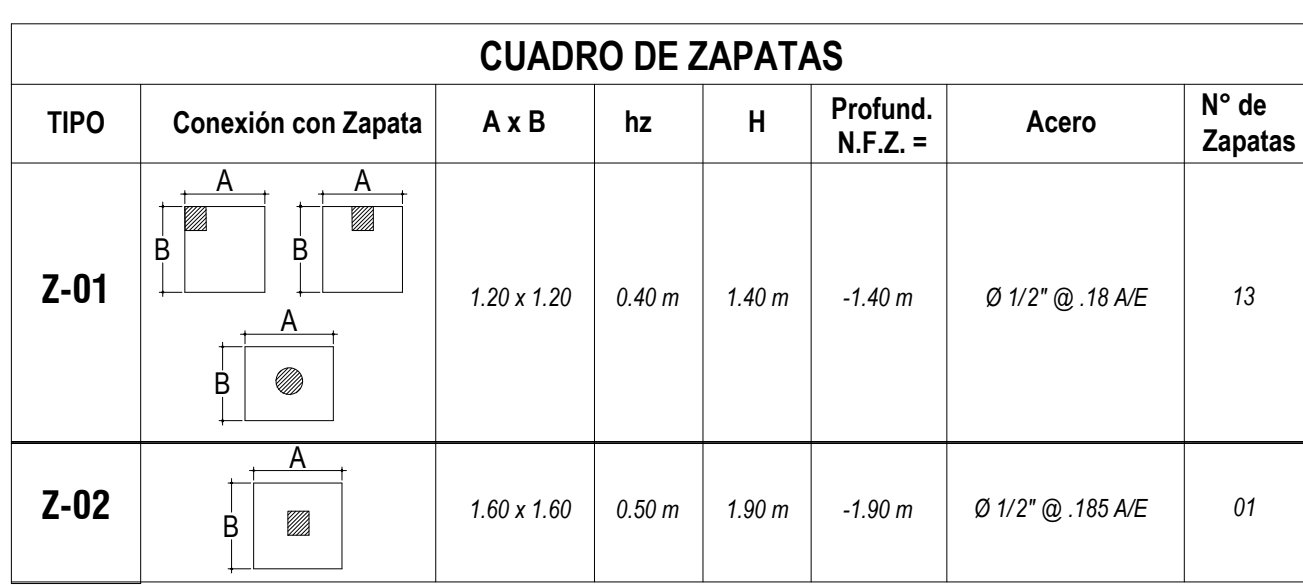 CUADRO DE ZAPATAS
TIPO Conexión con Zapata A x B hz H Profund. N.F.Z. = Acero N° de Zapatas
A A
B B
Z-01 1.20 x 1.20 0.40 m 1.40 m -1.40 m Ø 1/2" @ .18 A/E 13
A
B
A
Z-02 1.60 x 1.60 0.50 m 1.90 m -1.90 m Ø 1/2" @ .185 A/E 01
B